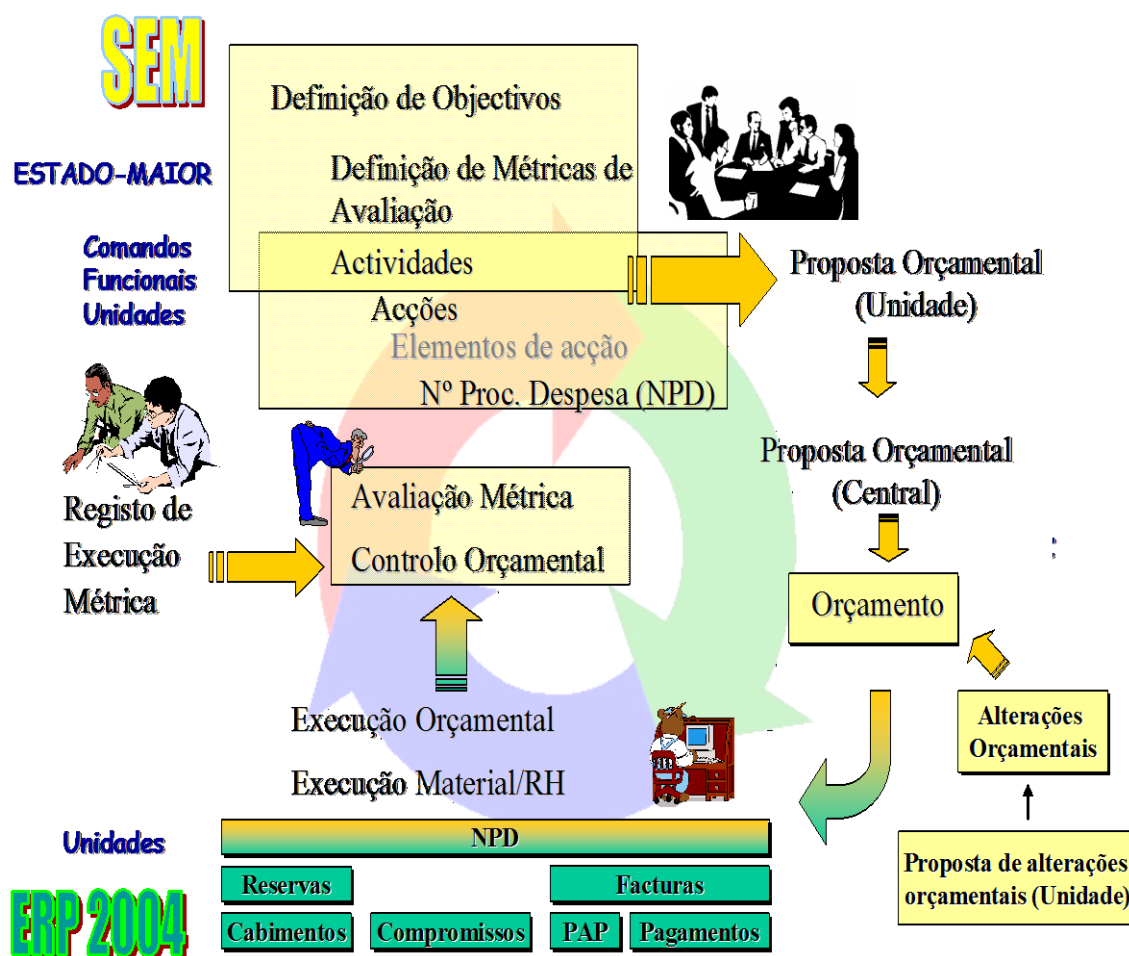 SEM
Definição de Objectivos
ESTADO-MAIOR
Definição de Métricas de
Avaliação
Comandos
Funcionais
Unidades
Actividades
Acções
Elementos de acção
Nº Proc. Despesa (NPD)
Proposta Orçamental
(Unidade)
Proposta Orçamental
(Central)
Orçamento
Alterações
Orçamentais
Proposta de alterações
orçamentais (Unidade)
Registo de
Execução
Métrica
Avaliação Métrica
Controlo Orçamental
:
Execução Orçamental
Execução Material/RH
Unidades
NPD
Reservas
Facturas
ERP 2004
Cabimentos
Compromissos
PAP
Pagamentos